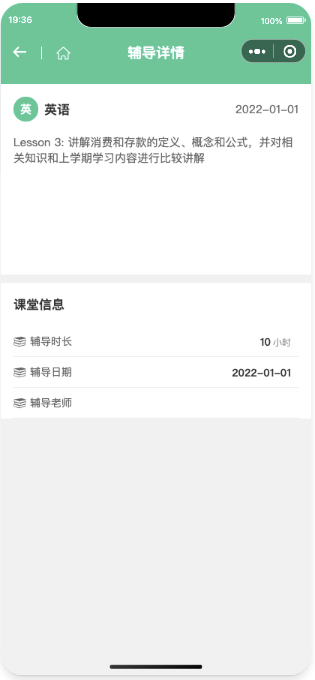 19:36
100%
辅导详情
英
英语
2022-01-01
Lesson 3: 讲解消费和存款的定义、概念和公式，并对相
关知识和上学期学习内容进行比较讲解
课堂信息
辅导时长
10 小时
辅导日期
2022-01-01
辅导老师